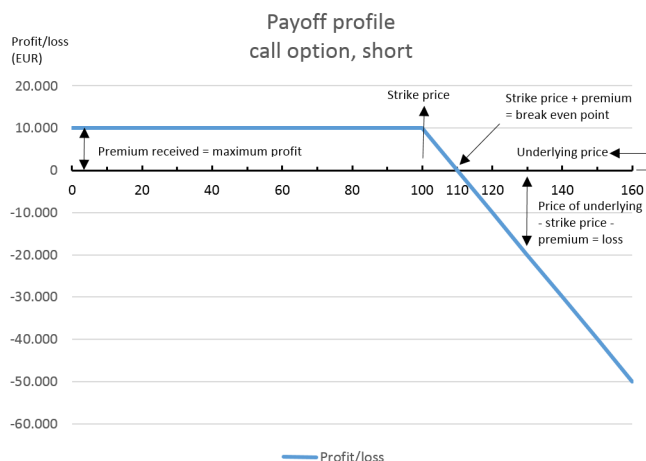 Payoff profile
call option, short
Profit/loss
(EUR)
20.000
10.000
0
-10.000
-20.000
-30.000
-40.000
-50.000
-60.000
Strike price
Strike price + premium
= break even point
Premium received = maximum profit
Underlying price
0 20 40 60 80 100 110 120 140 160
Price of underlying
- strike price -
premium = loss
Profit/loss